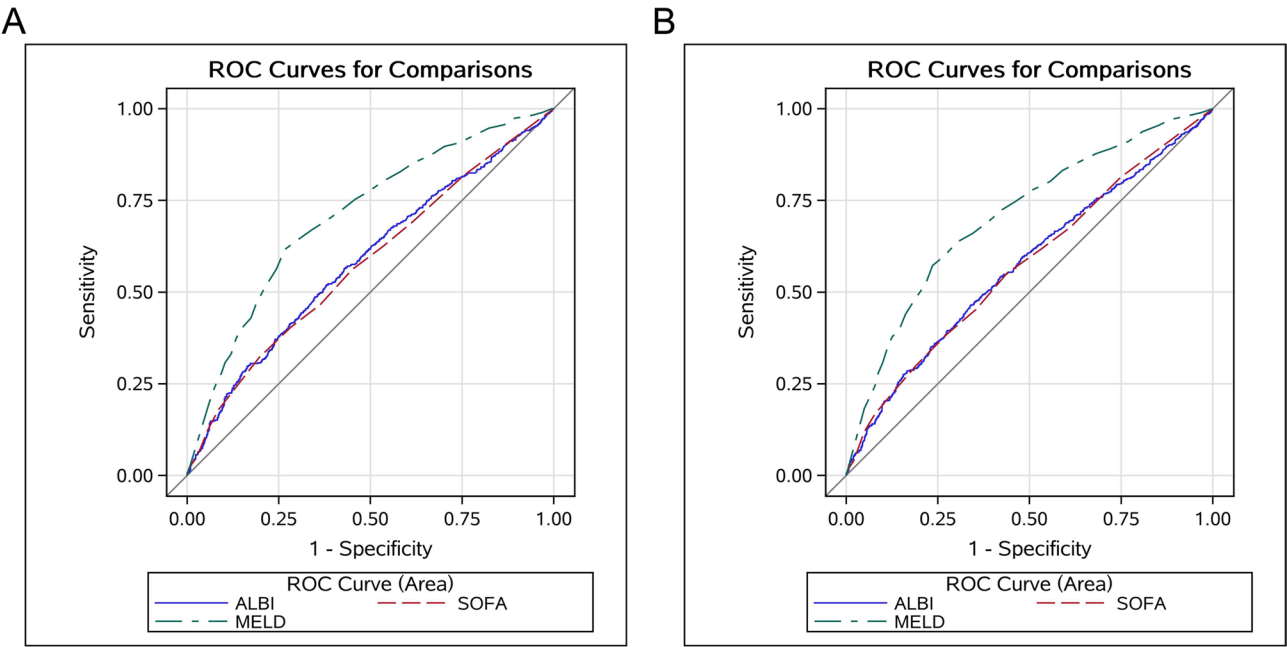 A
ROC Curves for Comparisons
1.00
0.75
0.50
0.25
0.00
Sensitivity
0.00 0.25 0.50 0.75 1.00
1 - Specificity
ROC Curve (Area)
ALBI SOFA
MELD
B
ROC Curves for Comparisons
1.00
0.75
0.50
0.25
0.00
Sensitivity
0.00 0.25 0.50 0.75 1.00
1 - Specificity
ROC Curve (Area)
ALBI SOFA
MELD